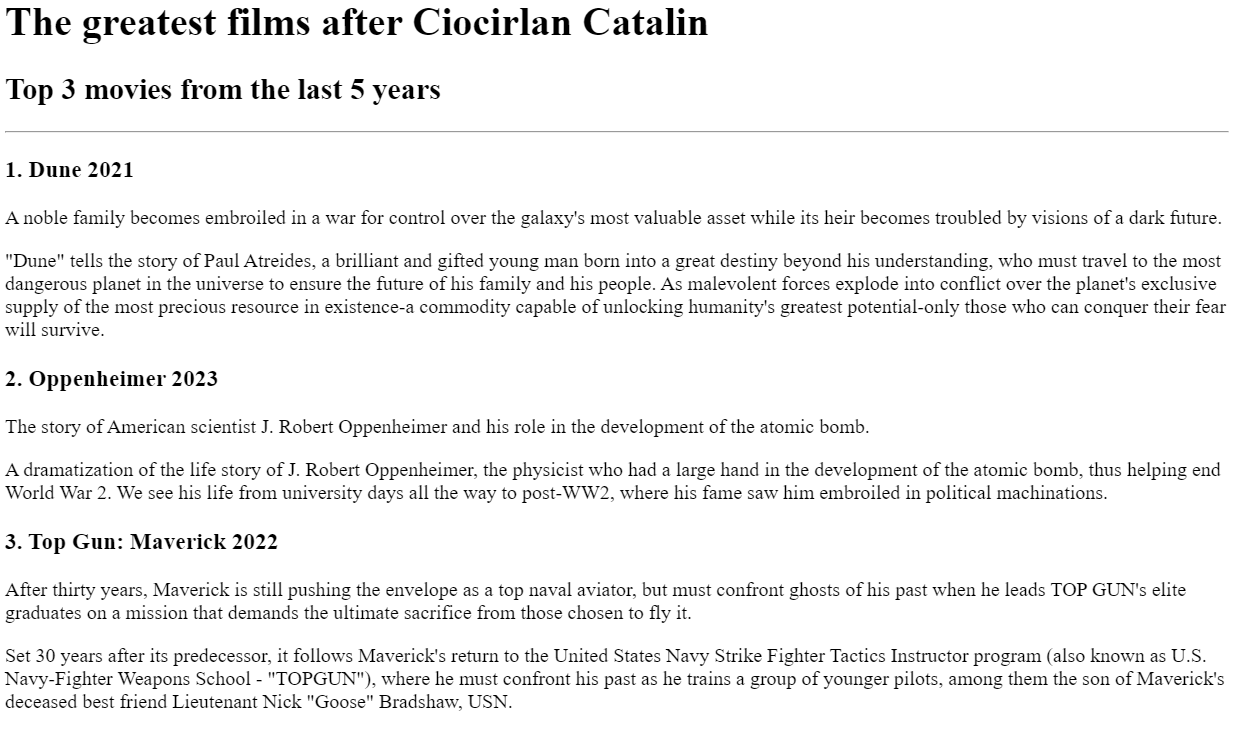 The greatest films after Ciocirlan Catalin
Top 3 movies from the last 5 years
1. Dune 2021
A noble family becomes embroiled in a war for control over the galaxy's most valuable asset while its heir becomes troubled by visions of a dark future.
"Dune" tells the story of Paul Atreides, a brilliant and gifted young man born into a great destiny beyond his understanding, who must travel to the most
dangerous planet in the universe to ensure the future of his family and his people. As malevolent forces explode into conflict over the planet's exclusive
supply of the most precious resource in existence-a commodity capable of unlocking humanity's greatest potential-only those who can conquer their fear
will survive.
2. Oppenheimer 2023
The story of American scientist J. Robert Oppenheimer and his role in the development of the atomic bomb.
A dramatization of the life story of J. Robert Oppenheimer, the physicist who had a large hand in the development of the atomic bomb, thus helping end
World War 2. We see his life from university days all the way to post-WW2, where his fame saw him embroiled in political machinations.
3. Top Gun: Maverick 2022
After thirty years, Maverick is still pushing the envelope as a top naval aviator, but must confront ghosts of his past when he leads TOP GUN's elite
graduates on a mission that demands the ultimate sacrifice from those chosen to fly it.
Set 30 years after its predecessor, it follows Maverick's return to the United States Navy Strike Fighter Tactics Instructor program (also known as U.S.
Navy-Fighter Weapons School - "TOPGUN"), where he must confront his past as he trains a group of younger pilots, among them the son of Maverick's
deceased best friend Lieutenant Nick "Goose" Bradshaw, USN.